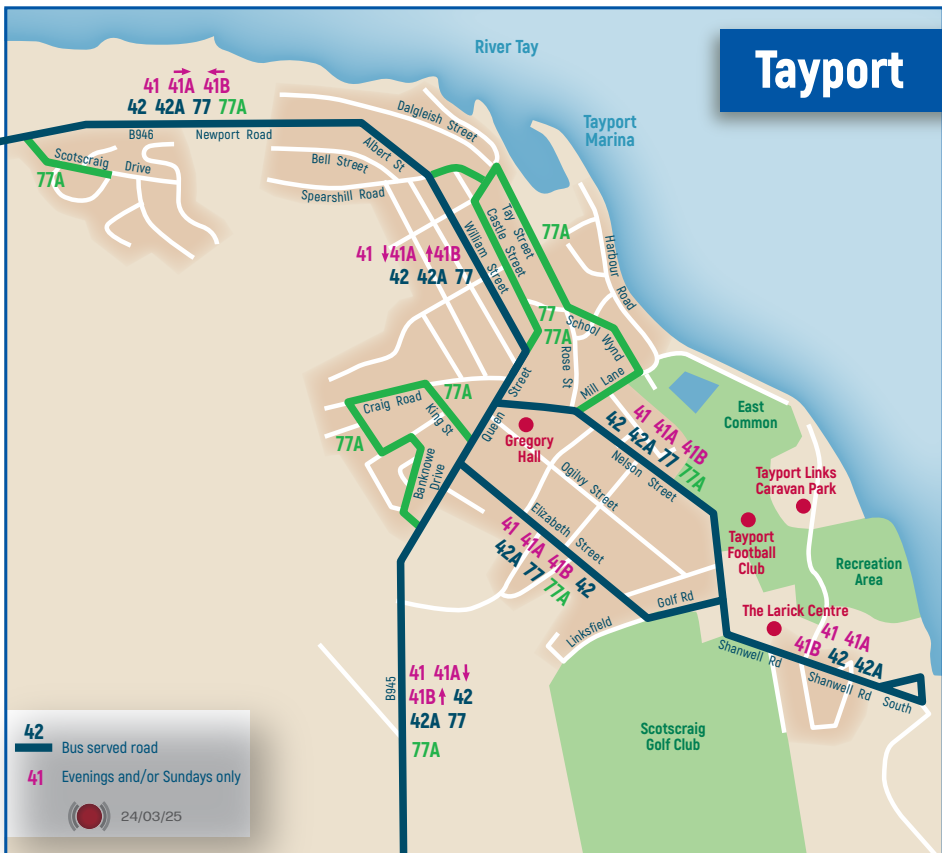 Tayport
River Tay
Tayport
Marina
41 41A 41B
42 42A 77 77A
B946
Newport Road
Scotscraig Drive
77A
Dalgleish Street
Albert St
Bell Street
Spearshill Road
William Street
Castle Street
Tay Street
77A
Harbour Road
41 41A 41B
42 42A 77
77
77A
School Wynd
Rose St
Mill Lane
77A
Craig Road
King St
77A
Banknowe
Drive
Queen Street
Gregory
Hall
41 41A 41B
42 42A 77 77A
Nelson Street
Ogilvy Street
Elizabeth Street
41 41A 41B 42
42A 77 77A
East
Common
Tayport Links
Caravan Park
Tayport
Football
Club
Recreation
Area
The Larick Centre
Golf Rd
Linksfield
41 41A
41B 42 42A
Shanwell Rd
Shanwell Rd South
Scotscraig
Golf Club
B945
41 41A
41B 42
42A 77
77A
42
Bus served road
41 Evenings and/or Sundays only
24/03/25